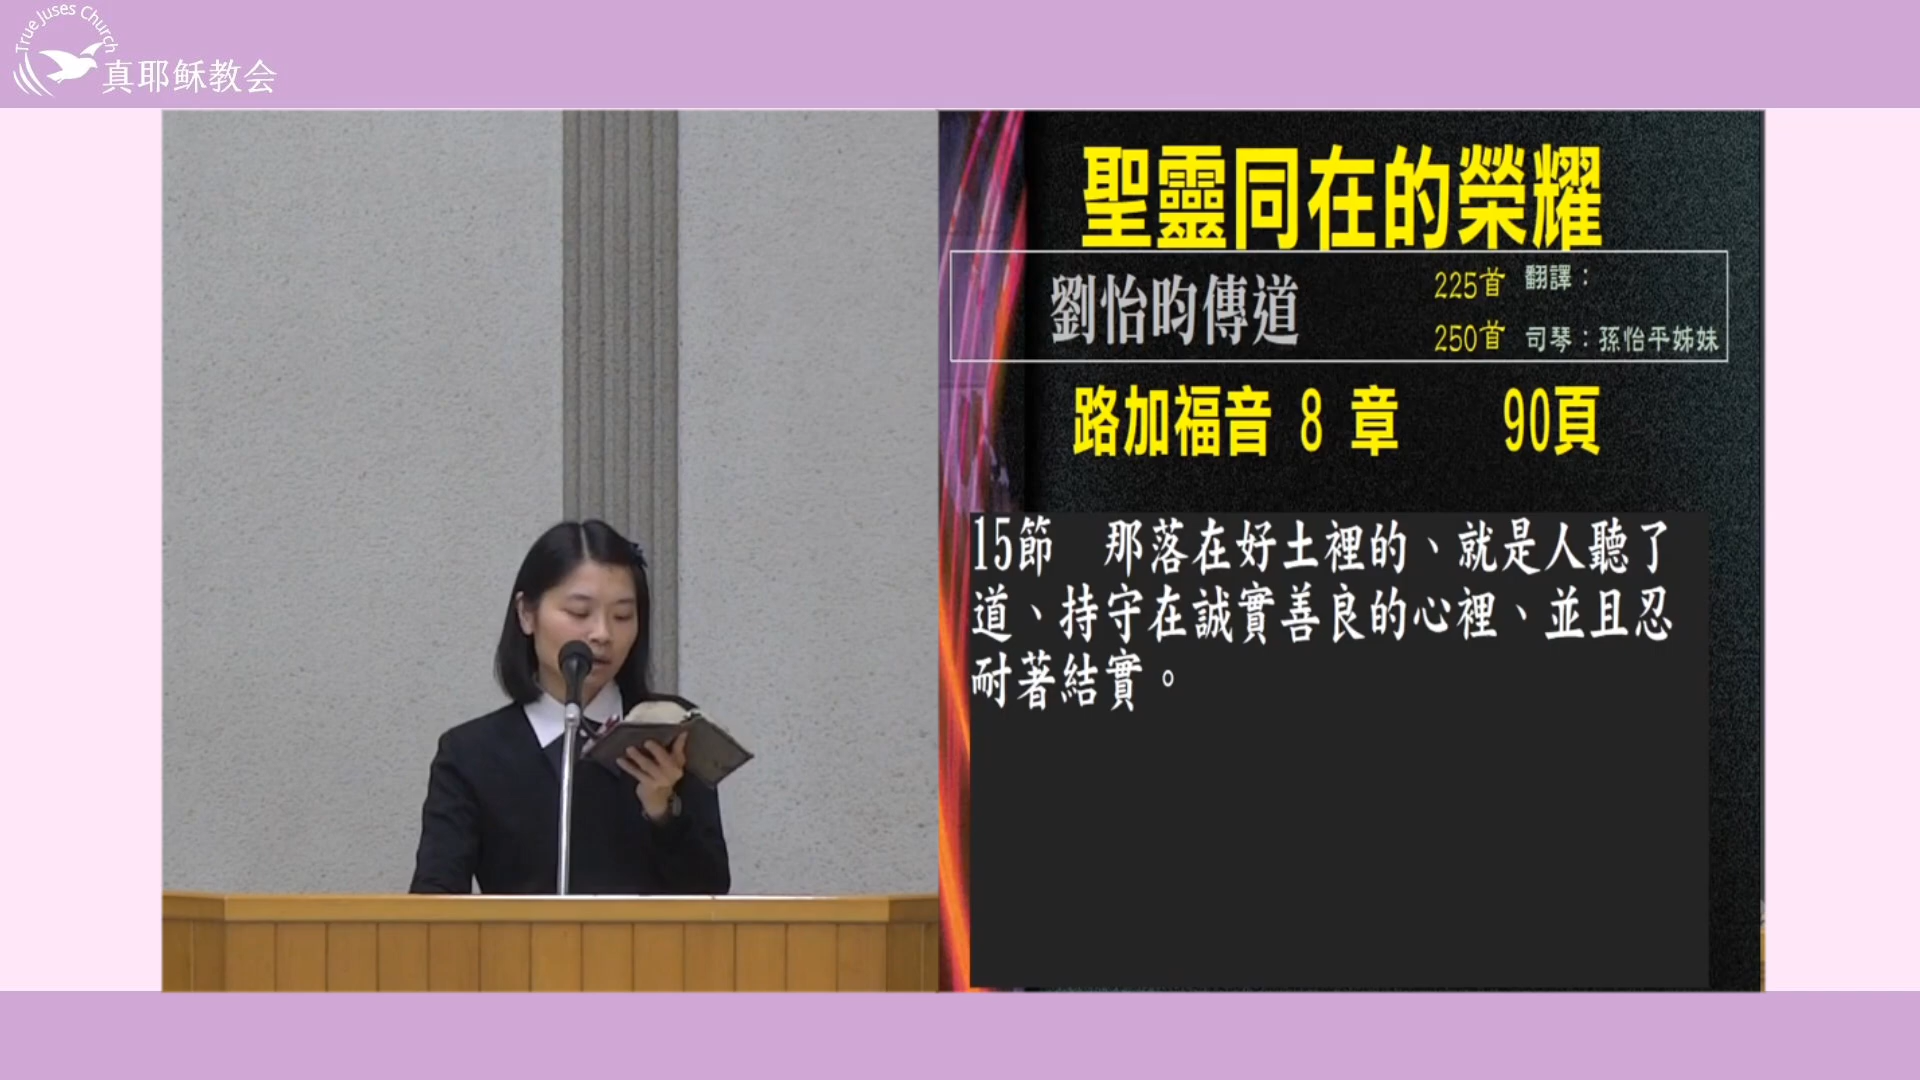 True Juses Church
真耶稣教会
聖靈同在的榮耀
劉怡昀傳道
225首 翻譯：
250首 司琴：孫怡平姊妹
路加福音 8 章 90頁
15節 那落在好土裡的、就是人聽了
道、持守在誠實善良的心裡、並且忍
耐著結實。